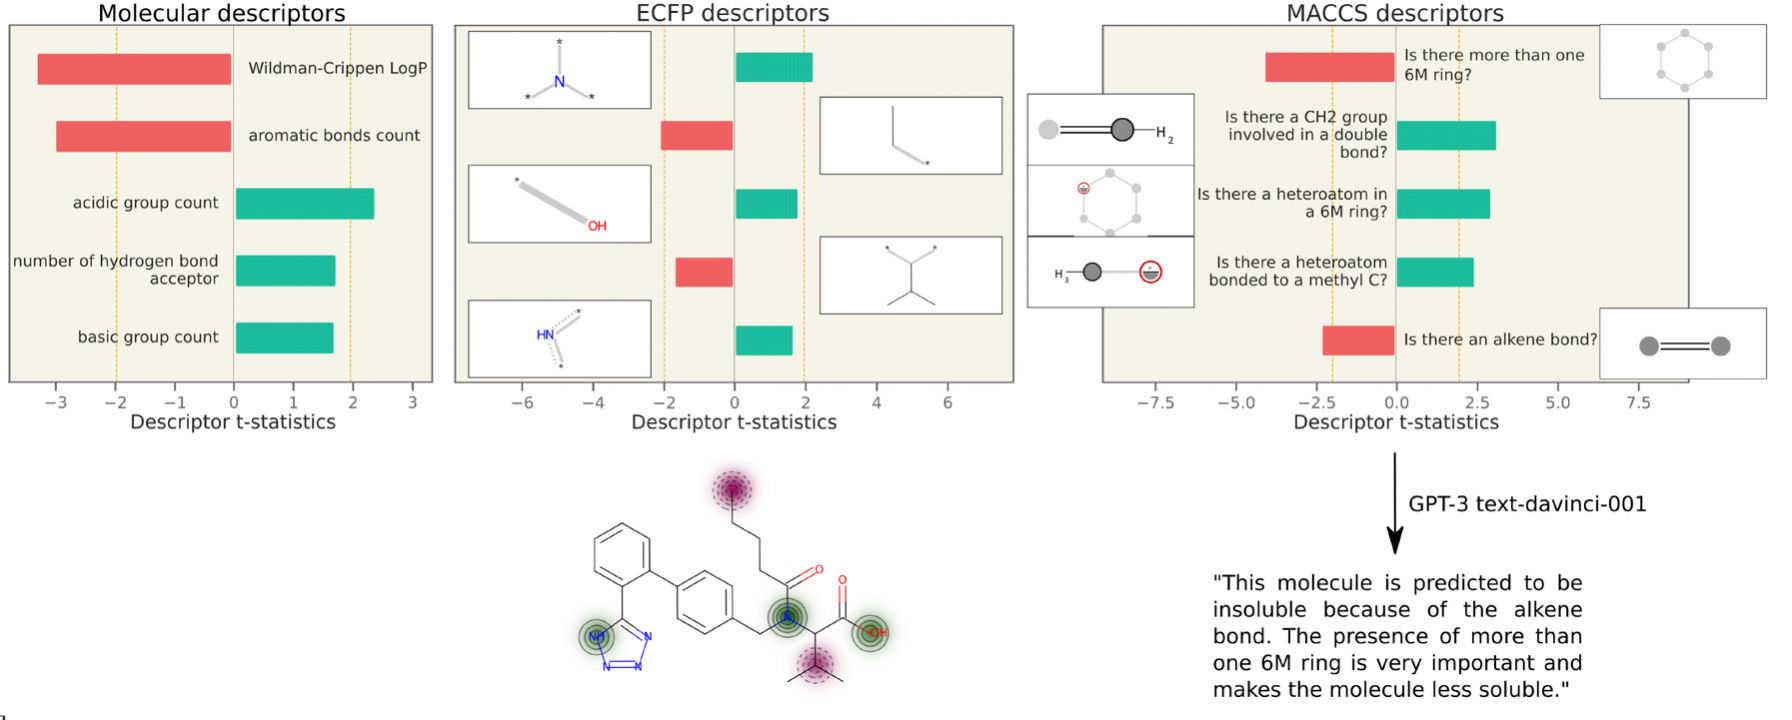 Molecular descriptors
Wildman-Crippen LogP
aromatic bonds count
acidic group count
number of hydrogen bond
acceptor
basic group count
−3 −2 −1 0 1 2 3
Descriptor t-statistics
ECFP descriptors
*
N
* *
*
*
OH
* *
*
HN
*
−6 −4 −2 0 2 4 6
Descriptor t-statistics
MACCS descriptors
Is there more than one
6M ring?
H2
Is there a CH2 group
involved in a double
bond?
Is there a heteroatom in
a 6M ring?
H3
Is there a heteroatom
bonded to a methyl C?
Is there an alkene bond?
−7.5 −5.0 −2.5 0.0 2.5 5.0 7.5
Descriptor t-statistics
O
O
N
OH
NH
N
N
N
GPT-3 text-davinci-001
"This molecule is predicted to be
insoluble because of the alkene
bond. The presence of more than
one 6M ring is very important and
makes the molecule less soluble."